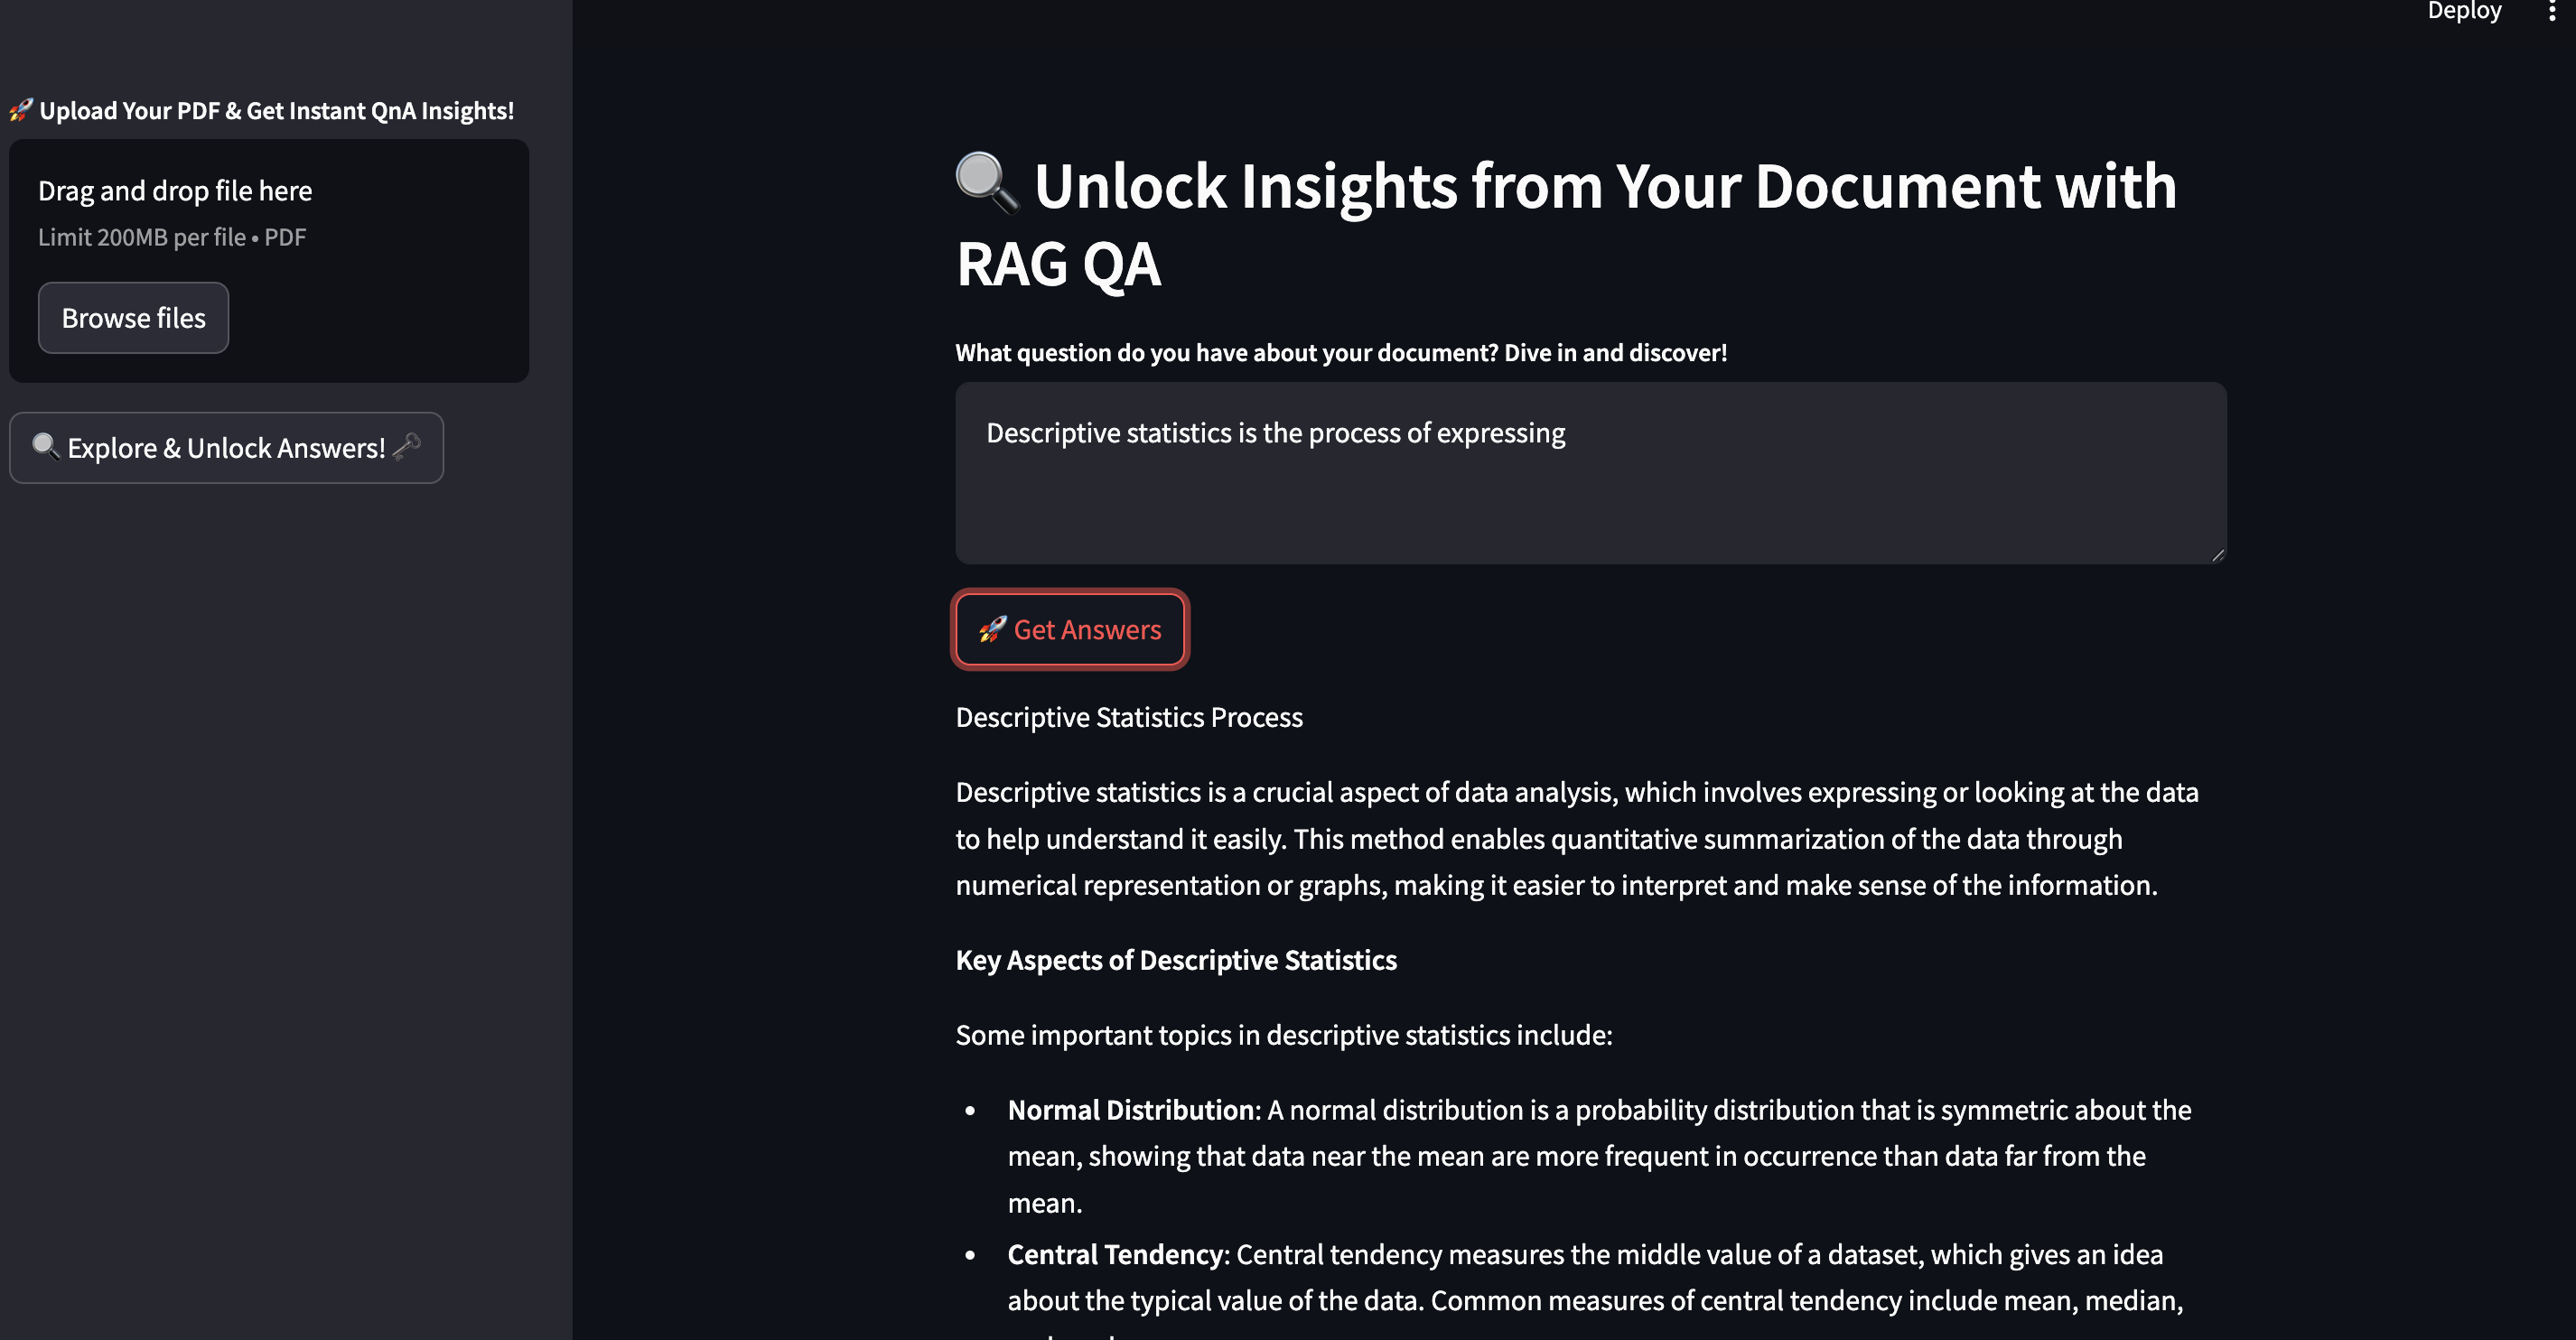 Deploy
🚀 Upload Your PDF & Get Instant QnA Insights!
Drag and drop file here
Limit 200MB per file • PDF
Browse files
🔍 Explore & Unlock Answers! 🗝️
🔍 Unlock Insights from Your Document with
RAG QA
What question do you have about your document? Dive in and discover!
Descriptive statistics is the process of expressing
🚀 Get Answers
Descriptive Statistics Process
Descriptive statistics is a crucial aspect of data analysis, which involves expressing or looking at the data
to help understand it easily. This method enables quantitative summarization of the data through
numerical representation or graphs, making it easier to interpret and make sense of the information.
Key Aspects of Descriptive Statistics
Some important topics in descriptive statistics include:
• Normal Distribution: A normal distribution is a probability distribution that is symmetric about the
mean, showing that data near the mean are more frequent in occurrence than data far from the
mean.
• Central Tendency: Central tendency measures the middle value of a dataset, which gives an idea
about the typical value of the data. Common measures of central tendency include mean, median,